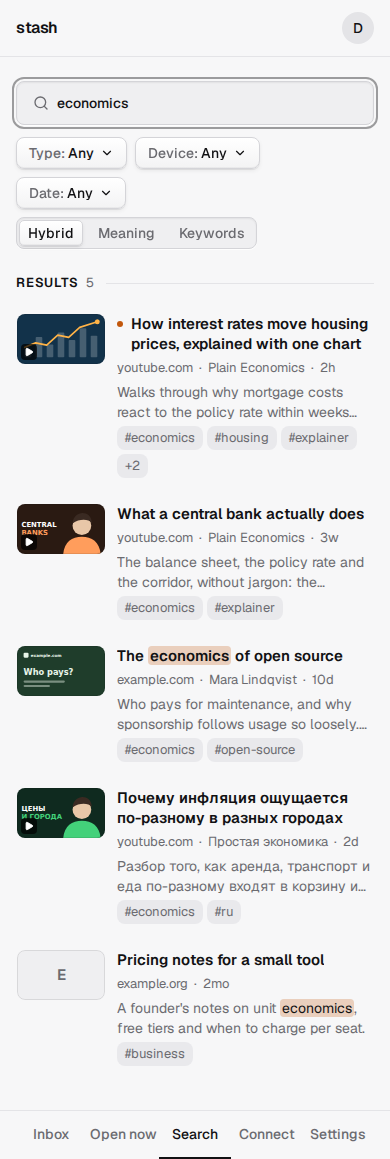 stash
D
economics
Type: Any
Device: Any
Date: Any
Hybrid
Meaning
Keywords
RESULTS 5
How interest rates move housing
prices, explained with one chart
youtube.com · Plain Economics · 2h
Walks through why mortgage costs
react to the policy rate within weeks…
#economics
#housing
#explainer
+2
CENTRAL
BANKS
What a central bank actually does
youtube.com · Plain Economics · 3w
The balance sheet, the policy rate and
the corridor, without jargon: the…
#economics
#explainer
example.com
Who pays?
The economics of open source
example.com · Mara Lindqvist · 10d
Who pays for maintenance, and why
sponsorship follows usage so loosely.…
#economics
#open-source
ЦЕНЫ
И ГОРОДА
Почему инфляция ощущается
по-разному в разных городах
youtube.com · Простая экономика · 2d
Разбор того, как аренда, транспорт и
еда по-разному входят в корзину и…
#economics
#ru
E
Pricing notes for a small tool
example.org · 2mo
A founder's notes on unit economics,
free tiers and when to charge per seat.
#business
Inbox
Open now
Search
Connect
Settings